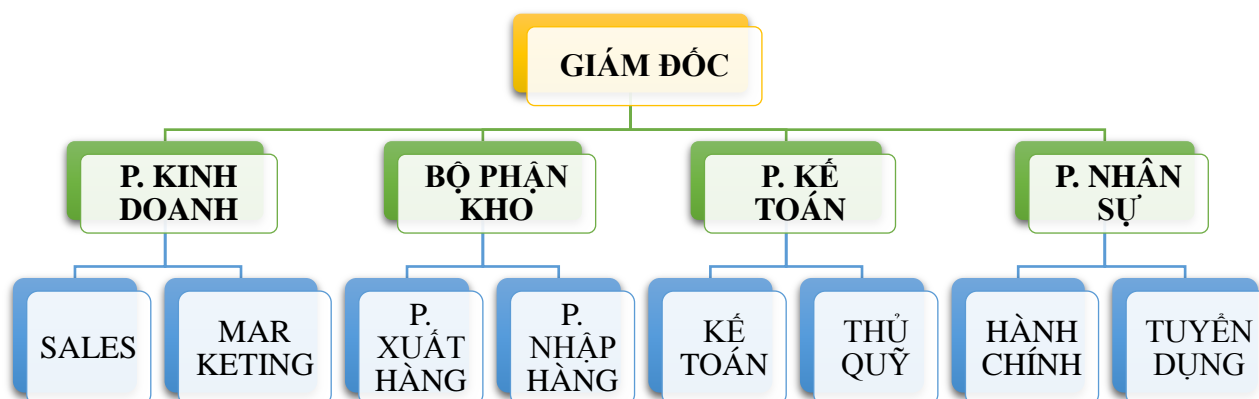 GIÁM ĐỐC
P. KINH
DOANH
BỘ PHẬN
KHO
P. KẾ
TOÁN
P. NHÂN
SỰ
SALES
MAR
KETING
P.
XUẤT
HÀNG
P.
NHẬP
HÀNG
KẾ
TOÁN
THỦ
QUỸ
HÀNH
CHÍNH
TUYỂN
DỤNG